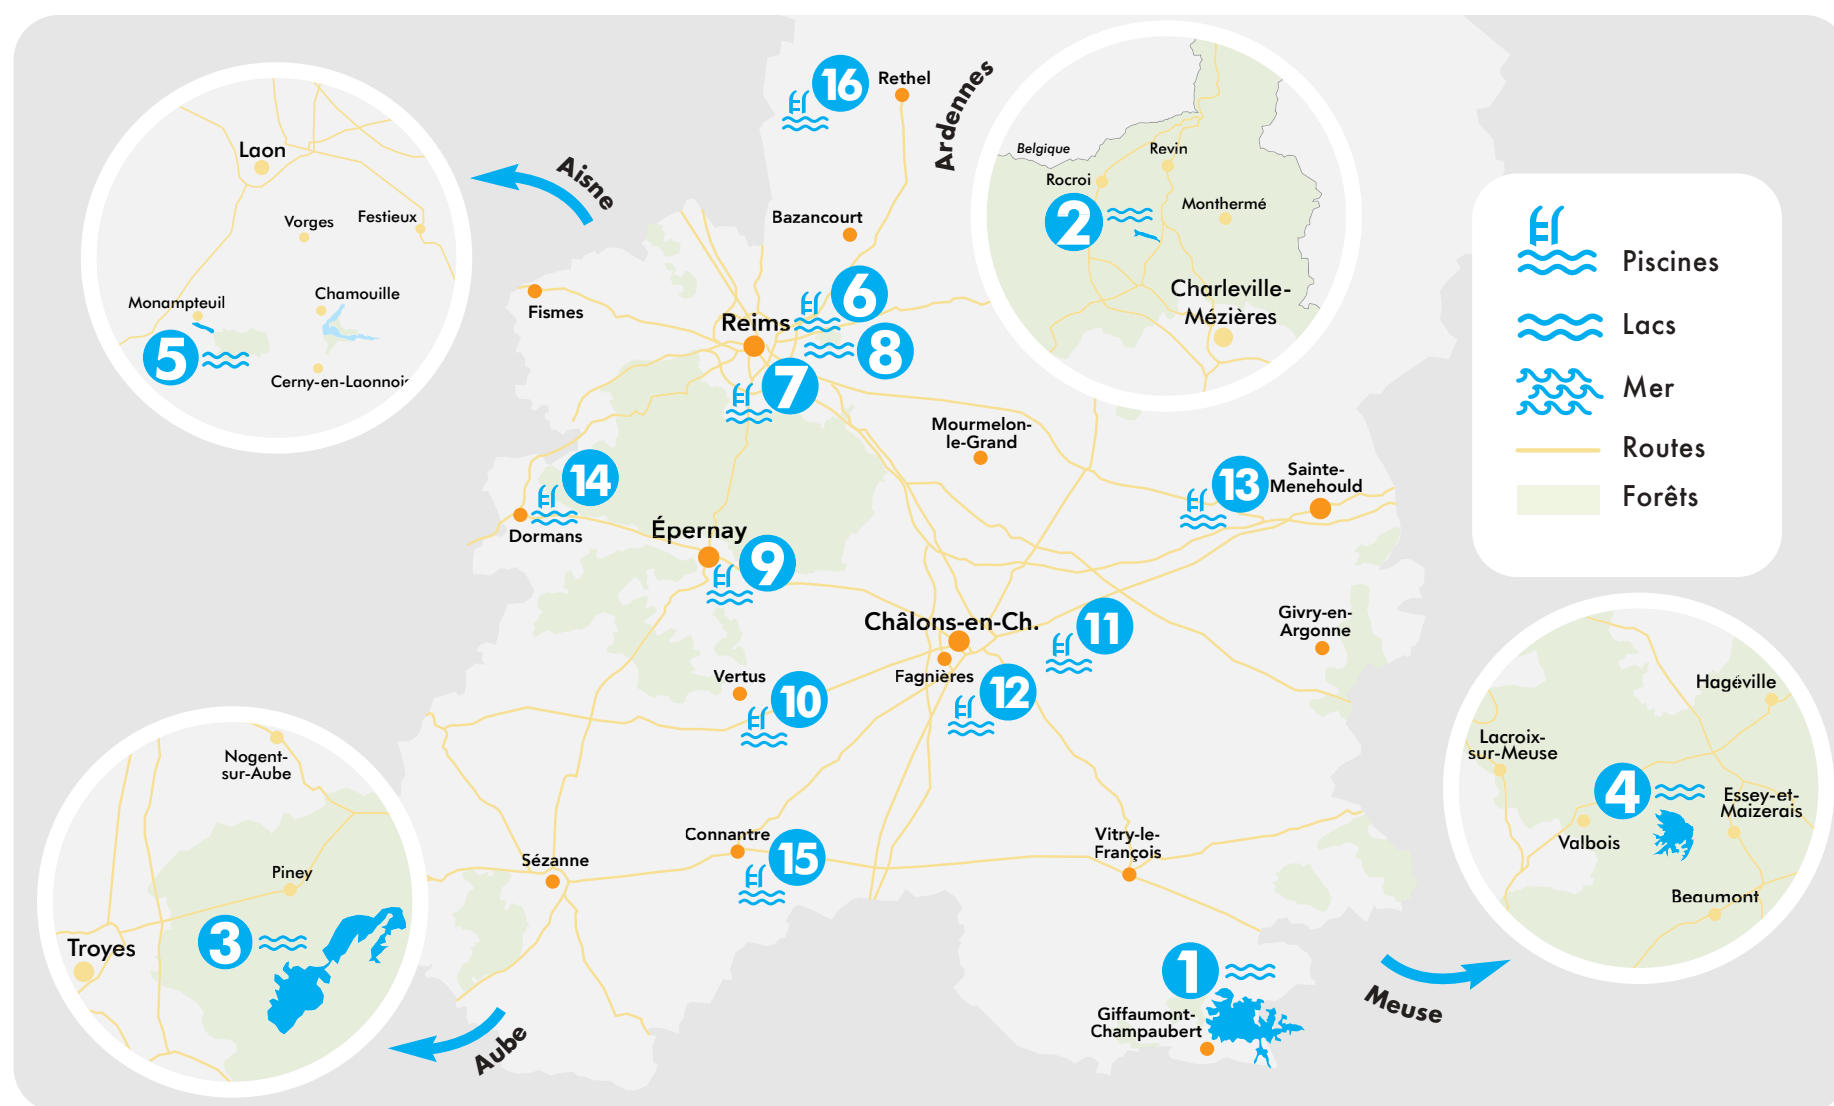 16
Rethel
Ardennes
Belgique
Revin
Rocroi
2
Monthermé
Charleville-
Mézières
Aisne
Laon
Vorges
Festieux
Monampteuil
Chamouille
5
Cerny-en-Laonnois
Bazancourt
Fismes
6
Reims
8
7
Mourmelon-
le-Grand
14
Dormans
13
Sainte-
Menehould
Épernay
9
Châlons-en-Ch.
11
Givry-en-
Argonne
Fagnières
12
Vertus
10
Piscines
Lacs
Mer
Routes
Forêts
Hagéville
Lacroix-
sur-Meuse
4
Essey-et-
Maizerais
Valbois
Beaumont
Nogent-
sur-Aube
Piney
3
Troyes
Sézanne
Connantre
15
Vitry-le-
François
1
Giffaumont-
Champaubert
Meuse
Aube